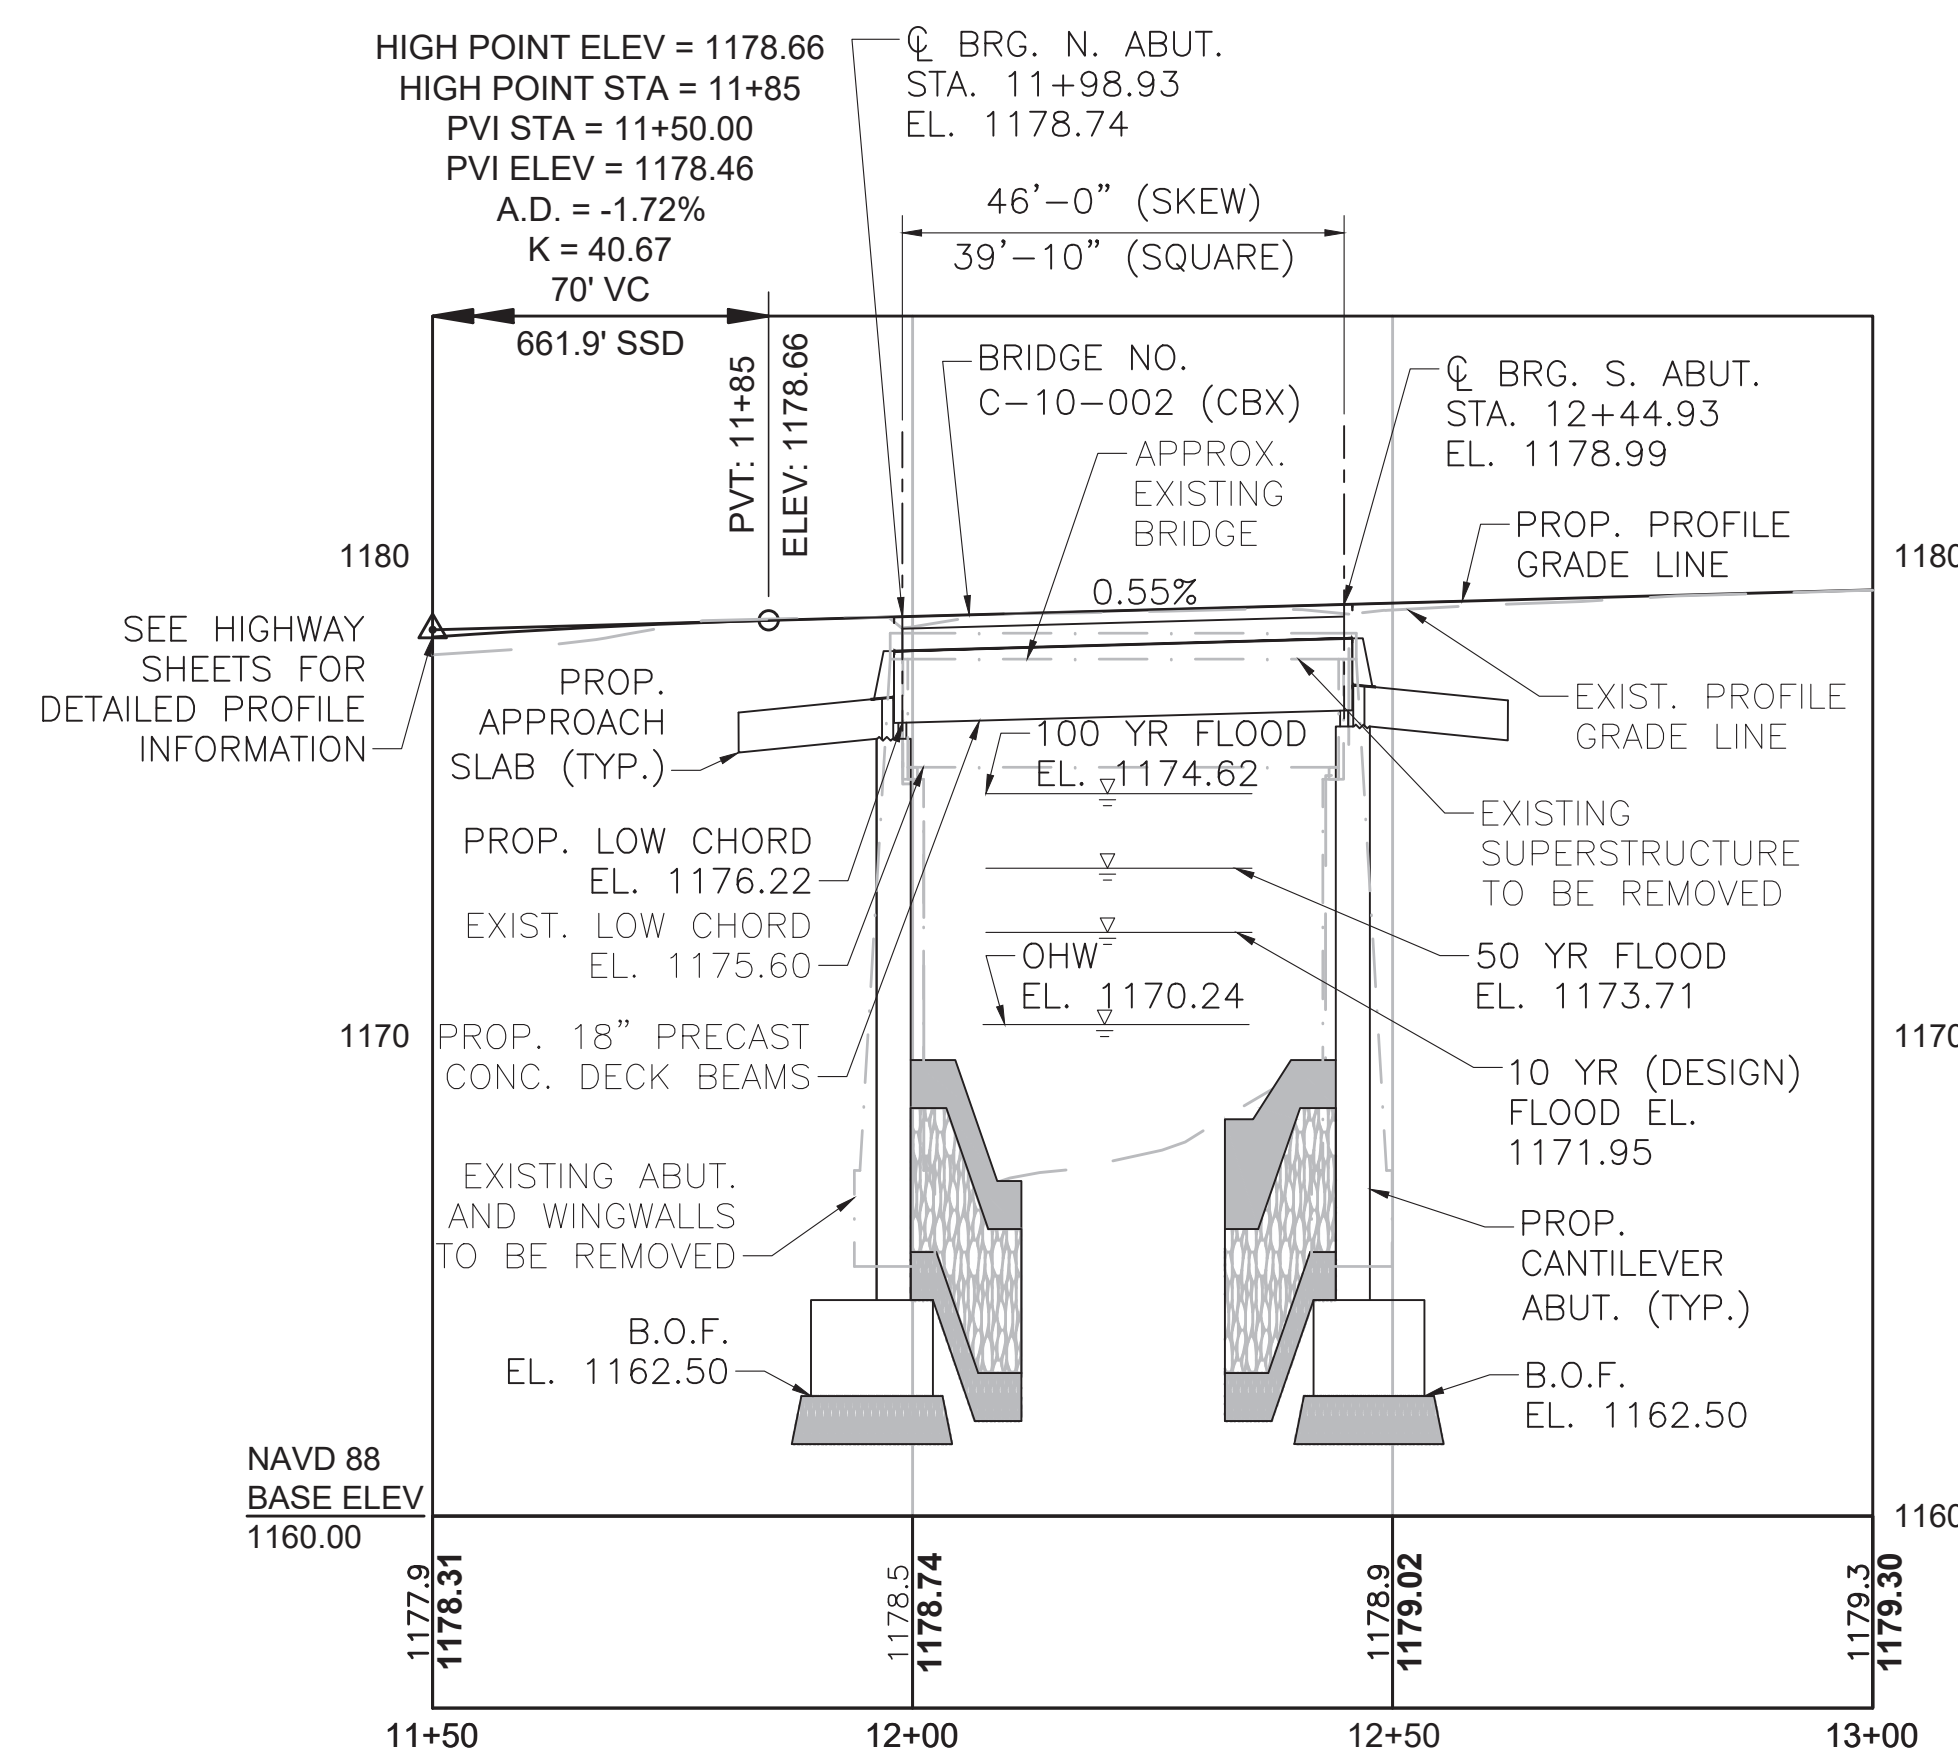 HIGH POINT ELEV = 1178.66
HIGH POINT STA = 11+85
PVI STA = 11+50.00
PVI ELEV = 1178.46
A.D. = -1.72%
K = 40.67
70' VC
661.9' SSD
PVT: 11+85
ELEV: 1178.66
℄ BRG. N. ABUT.
STA. 11+98.93
EL. 1178.74
46'-0" (SKEW)
39'-10" (SQUARE)
BRIDGE NO.
C-10-002 (CBX)
APPROX.
EXISTING
BRIDGE
0.55%
℄ BRG. S. ABUT.
STA. 12+44.93
EL. 1178.99
PROP. PROFILE
GRADE LINE
1180
1180
SEE HIGHWAY
SHEETS FOR
DETAILED PROFILE
INFORMATION
PROP.
APPROACH
SLAB (TYP.)
EXIST. PROFILE
GRADE LINE
100 YR FLOOD
EL. 1174.62
PROP. LOW CHORD
EL. 1176.22
EXIST. LOW CHORD
EL. 1175.60
EXISTING
SUPERSTRUCTURE
TO BE REMOVED
OHW
EL. 1170.24
50 YR FLOOD
EL. 1173.71
1170
1170
PROP. 18" PRECAST
CONC. DECK BEAMS
10 YR (DESIGN)
FLOOD EL.
1171.95
EXISTING ABUT.
AND WINGWALLS
TO BE REMOVED
PROP.
CANTILEVER
ABUT. (TYP.)
B.O.F.
EL. 1162.50
B.O.F.
EL. 1162.50
NAVD 88
BASE ELEV
1160.00
1160
1177.9
1178.31
1178.5
1178.74
1178.9
1179.02
1179.3
1179.30
11+50
12+00
12+50
13+00